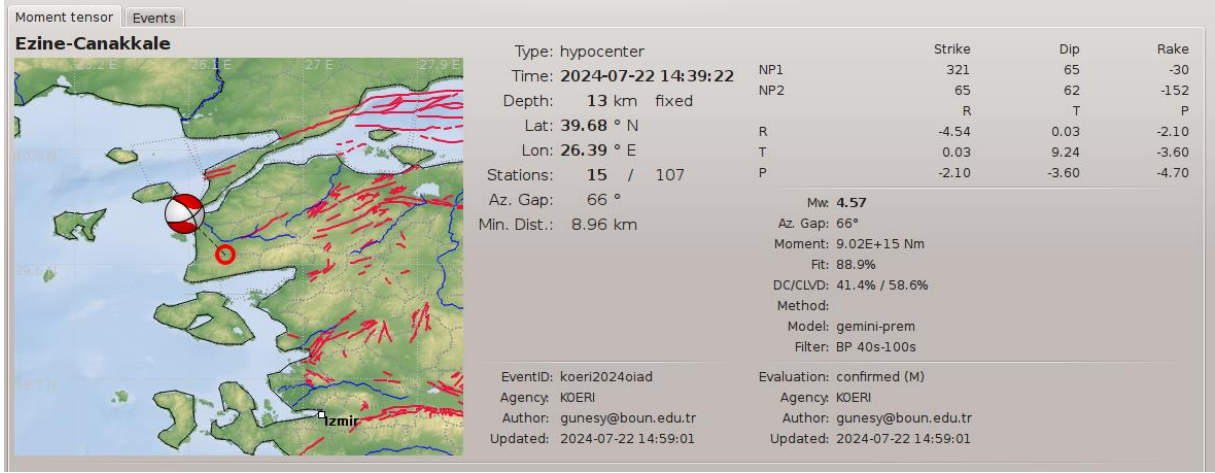 Moment tensor Events
Ezine-Canakkale
27 E 27.9 E
Izmir
Type: hypocenter
Time: 2024-07-22 14:39:22
Depth: 13 km fixed
Lat: 39.68 ° N
Lon: 26.39 ° E
Stations: 15 / 107
Az. Gap: 66 °
Min. Dist.: 8.96 km
Strike Dip Rake
NP1 321 65 -30
NP2 65 62 -152
R T P
R -4.54 0.03 -2.10
T 0.03 9.24 -3.60
P -2.10 -3.60 -4.70
Mw: 4.57
Az. Gap: 66°
Moment: 9.02E+15 Nm
Fit: 88.9%
DC/CLVD: 41.4% / 58.6%
Method:
Model: gemini-prem
Filter: BP 40s-100s
EventID: koeri2024oiad
Agency: KOERI
Author: gunesy@boun.edu.tr
Updated: 2024-07-22 14:59:01
Evaluation: confirmed (M)
Agency: KOERI
Author: gunesy@boun.edu.tr
Updated: 2024-07-22 14:59:01